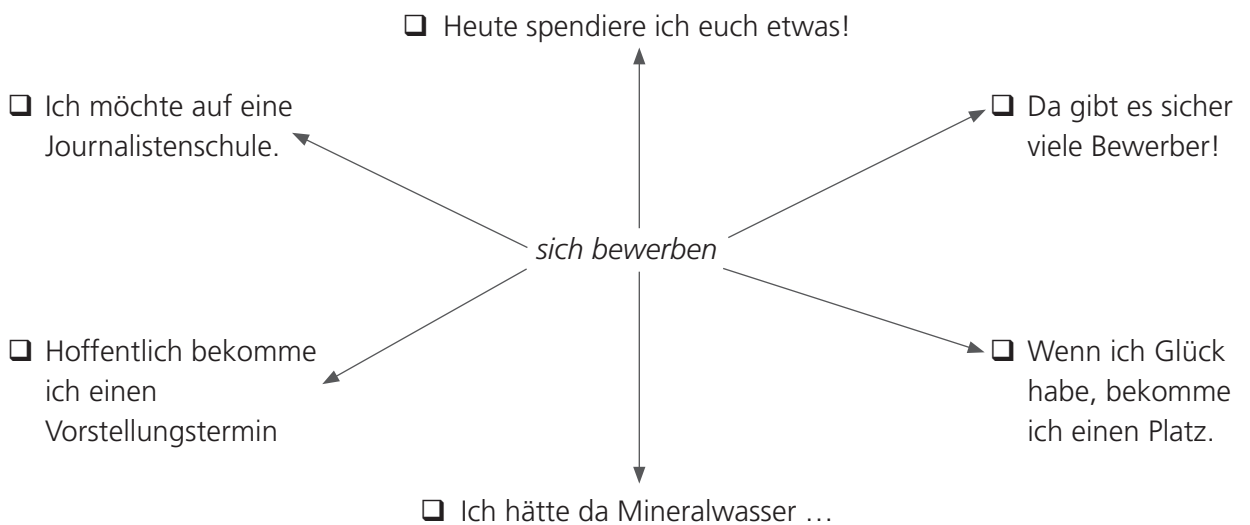 ❑ Heute spendiere ich euch etwas!
❑ Ich möchte auf eine
Journalistenschule.
❑ Da gibt es sicher
viele Bewerber!
sich bewerben
❑ Hoffentlich bekomme
ich einen
Vorstellungstermin
❑ Wenn ich Glück
habe, bekomme
ich einen Platz.
❑ Ich hätte da Mineralwasser …